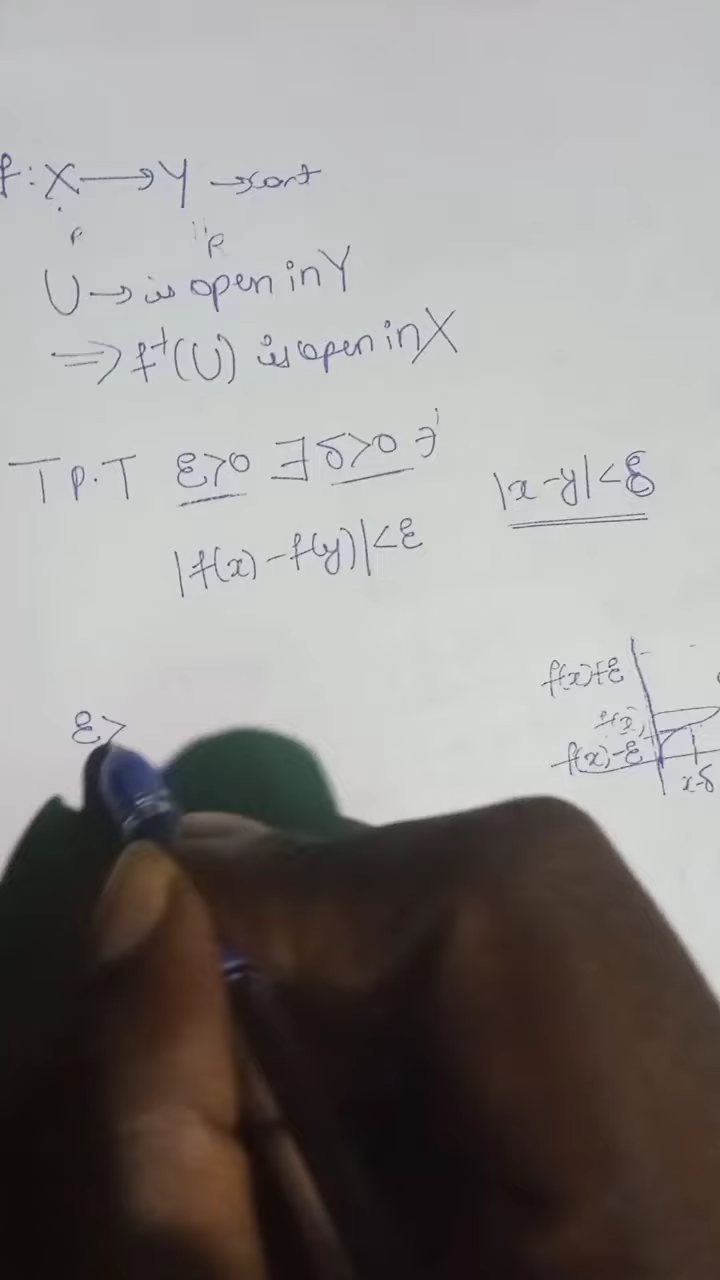 f: X → Y → cont
R
"R
U → is open in Y
⇒ f⁻¹(U) is open in X
T P.T ε>0 ∃ δ>0 ∋'
|x-y|<δ
|f(x) - f(y)|<ε
f(x)+ε
f(x)
ε>
f(x)-ε
x-δ